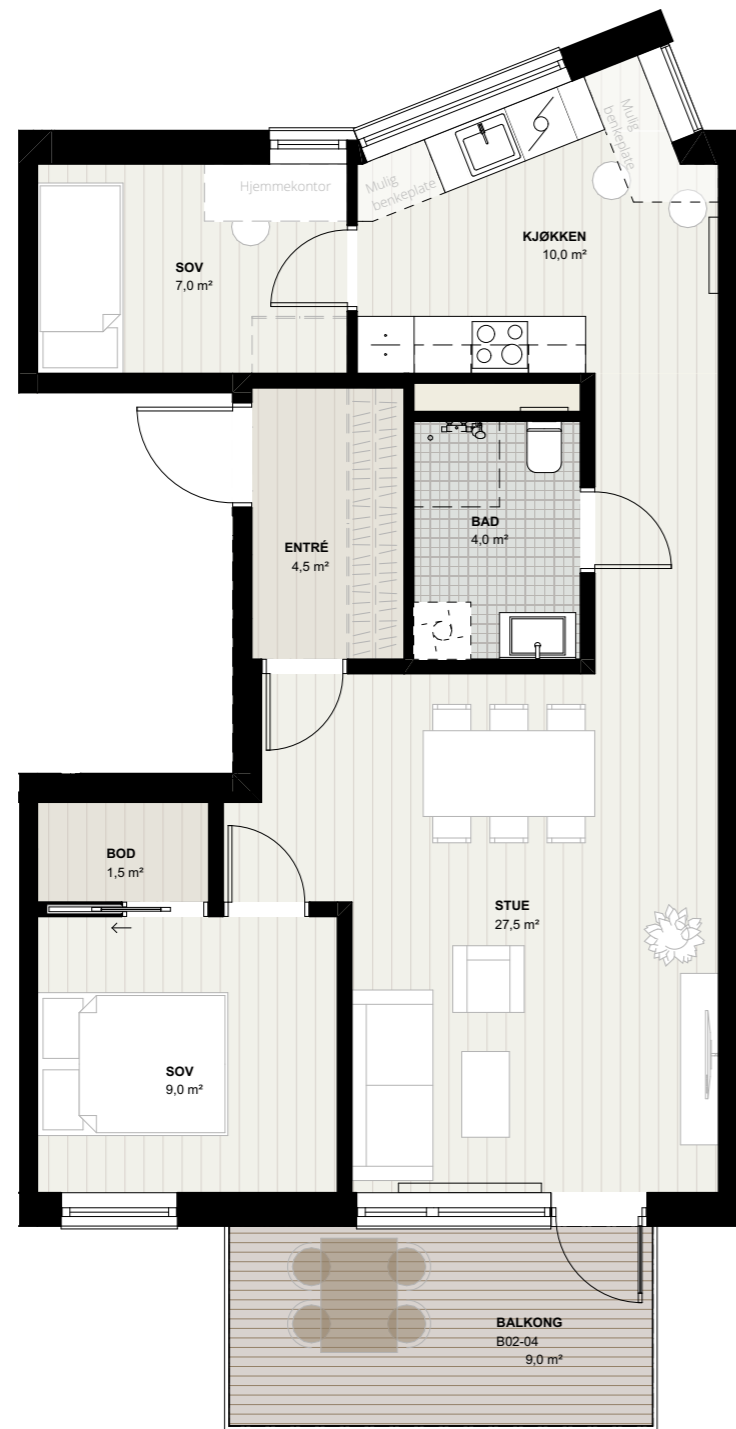 Mulig
benkeplate
Hjemmekontor
Mulig
benkeplate
KJØKKEN
10,0 m²
SOV
7,0 m²
BAD
4,0 m²
ENTRÉ
4,5 m²
BOD
1,5 m²
STUE
27,5 m²
SOV
9,0 m²
BALKONG
B02-04
9,0 m²